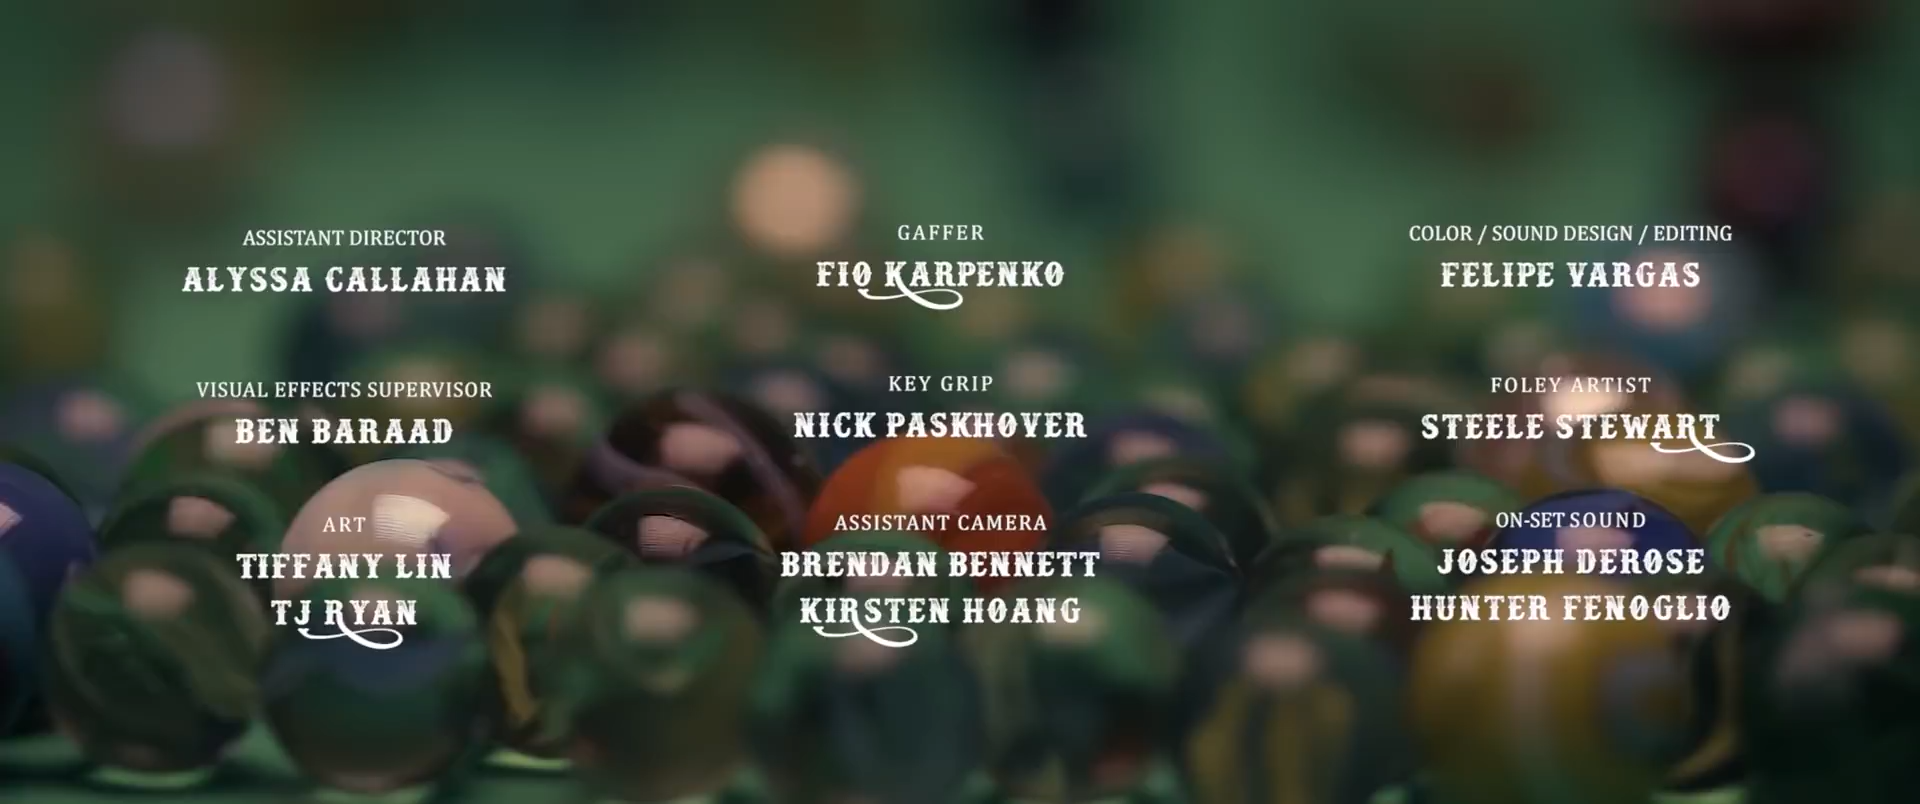 ASSISTANT DIRECTOR
ALYSSA CALLAHAN
VISUAL EFFECTS SUPERVISOR
BEN BARAAD
ART
TIFFANY LIN
TJ RYAN
GAFFER
FIO KARPENKO
KEY GRIP
NICK PASKHOVER
ASSISTANT CAMERA
BRENDAN BENNETT
KIRSTEN HOANG
COLOR / SOUND DESIGN / EDITING
FELIPE VARGAS
FOLEY ARTIST
STEELE STEWART
ON-SET SOUND
JOSEPH DEROSE
HUNTER FENOGLIO